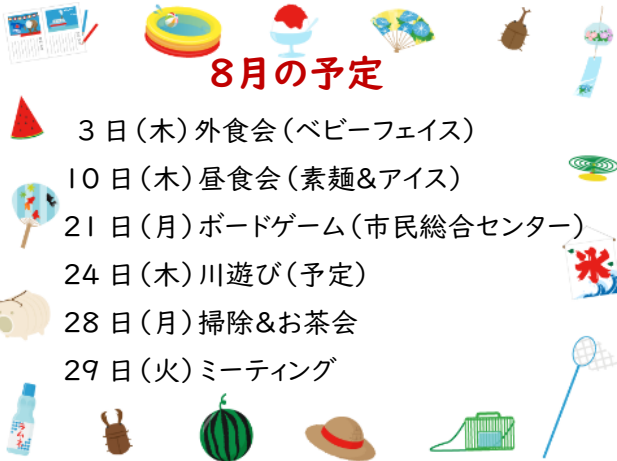 8月の予定
3日(木)外食会(ベビーフェイス)
10日(木)昼食会(素麺&アイス)
21日(月)ボードゲーム(市民総合センター)
24日(木)川遊び(予定)
28日(月)掃除&お茶会
29日(火)ミーティング
氷
ラムネ